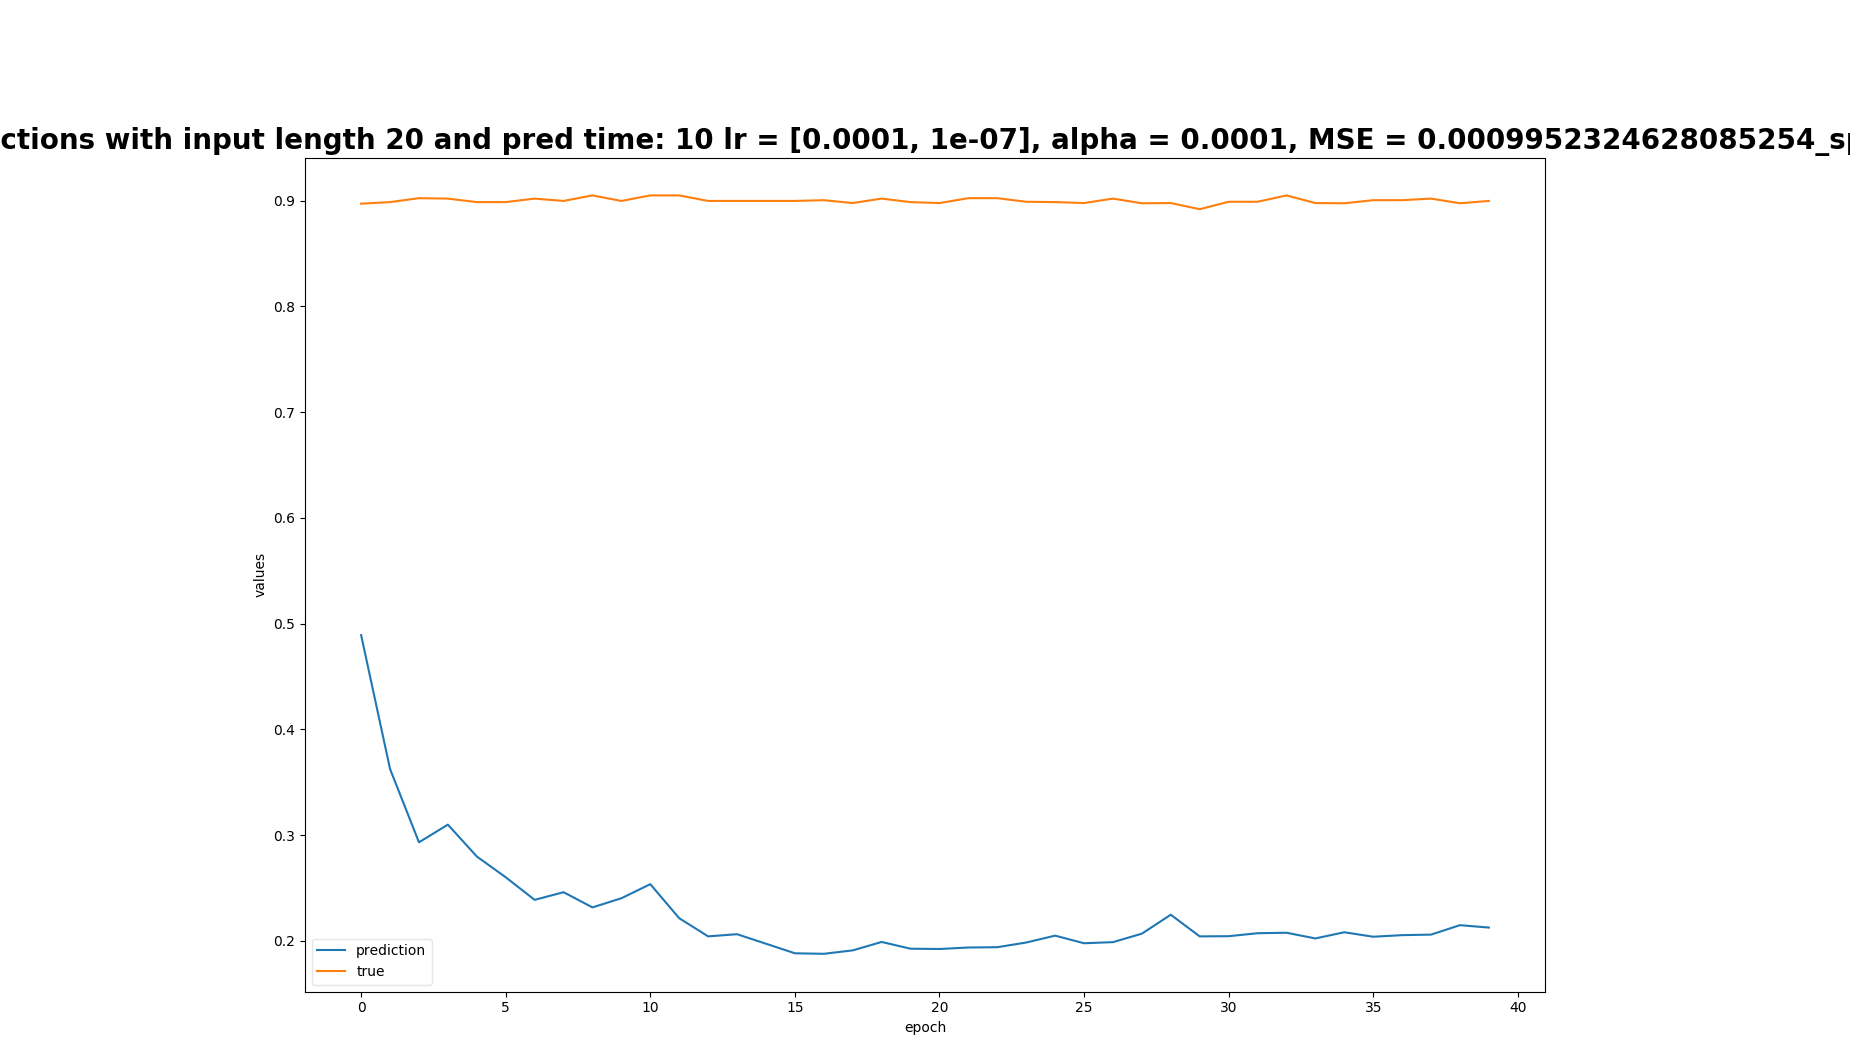 ctions with input length 20 and pred time: 10 lr = [0.0001, 1e-07], alpha = 0.0001, MSE = 0.0009952324628085254_sp
0.9
0.8
0.7
0.6
0.5
0.4
0.3
0.2
values
prediction
true
0 5 10 15 20 25 30 35 40
epoch